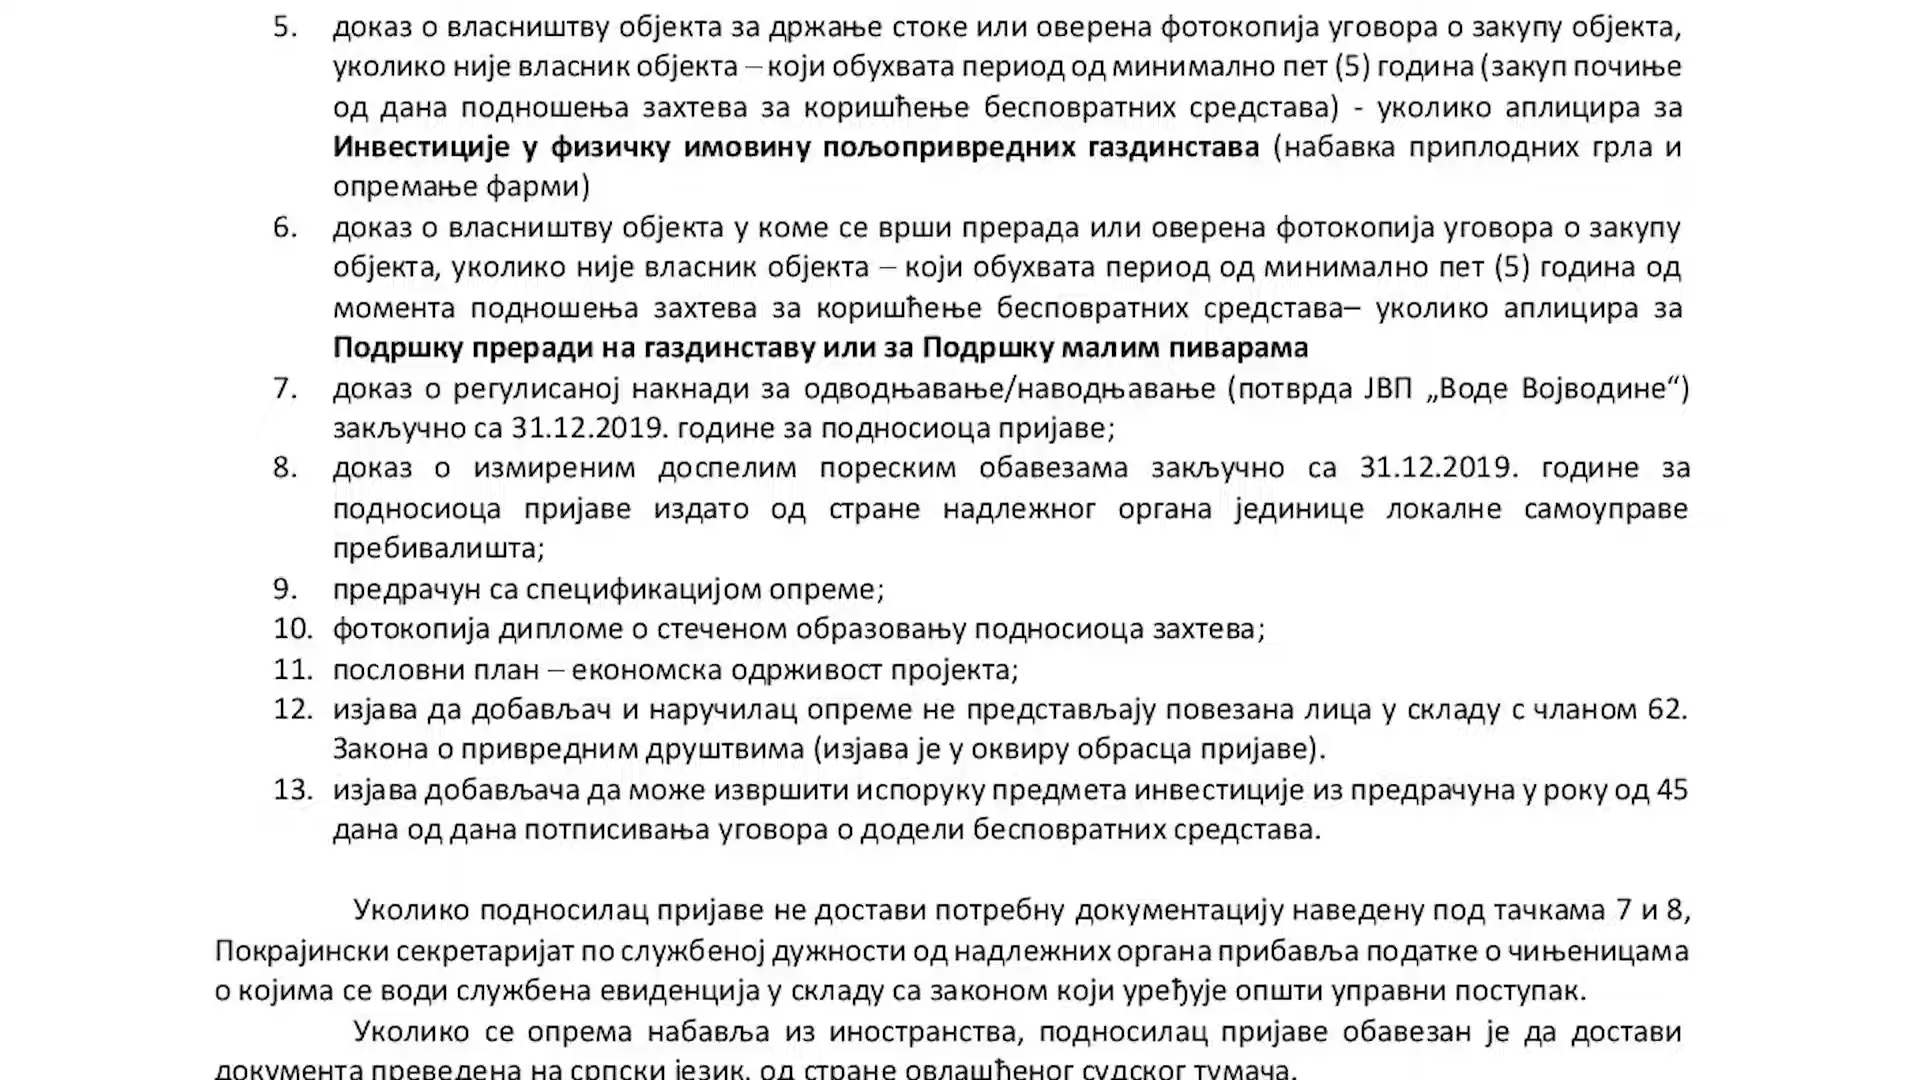 5. доказ о власништву објекта за држање стоке или оверена фотокопија уговора о закупу објекта,
уколико није власник објекта – који обухвата период од минимално пет (5) година (закуп почиње
од дана подношења захтева за коришћење бесповратних средстава) - уколико аплицира за
Инвестиције у физичку имовину пољопривредних газдинстава (набавка приплодних грла и
опремање фарми)
6. доказ о власништву објекта у коме се врши прерада или оверена фотокопија уговора о закупу
објекта, уколико није власник објекта – који обухвата период од минимално пет (5) година од
момента подношења захтева за коришћење бесповратних средстава– уколико аплицира за
Подршку преради на газдинставу или за Подршку малим пиварама
7. доказ о регулисаној накнади за одводњавање/наводњавање (потврда ЈВП „Воде Војводине“)
закључно са 31.12.2019. године за подносиоца пријаве;
8. доказ о измиреним доспелим пореским обавезама закључно са 31.12.2019. године за
подносиоца пријаве издато од стране надлежног органа јединице локалне самоуправе
пребивалишта;
9. предрачун са спецификацијом опреме;
10. фотокопија дипломе о стеченом образовању подносиоца захтева;
11. пословни план – економска одрживост пројекта;
12. изјава да добављач и наручилац опреме не представљају повезана лица у складу с чланом 62.
Закона о привредним друштвима (изјава је у оквиру обрасца пријаве).
13. изјава добављача да може извршити испоруку предмета инвестиције из предрачуна у року од 45
дана од дана потписивања уговора о додели бесповратних средстава.
Уколико подносилац пријаве не достави потребну документацију наведену под тачкама 7 и 8,
Покрајински секретаријат по службеној дужности од надлежних органа прибавља податке о чињеницама
о којима се води службена евиденција у складу са законом који уређује општи управни поступак.
Уколико се опрема набавља из иностранства, подносилац пријаве обавезан је да достави
документа преведена на српски језик, од стране овлашћеног судског тумача.